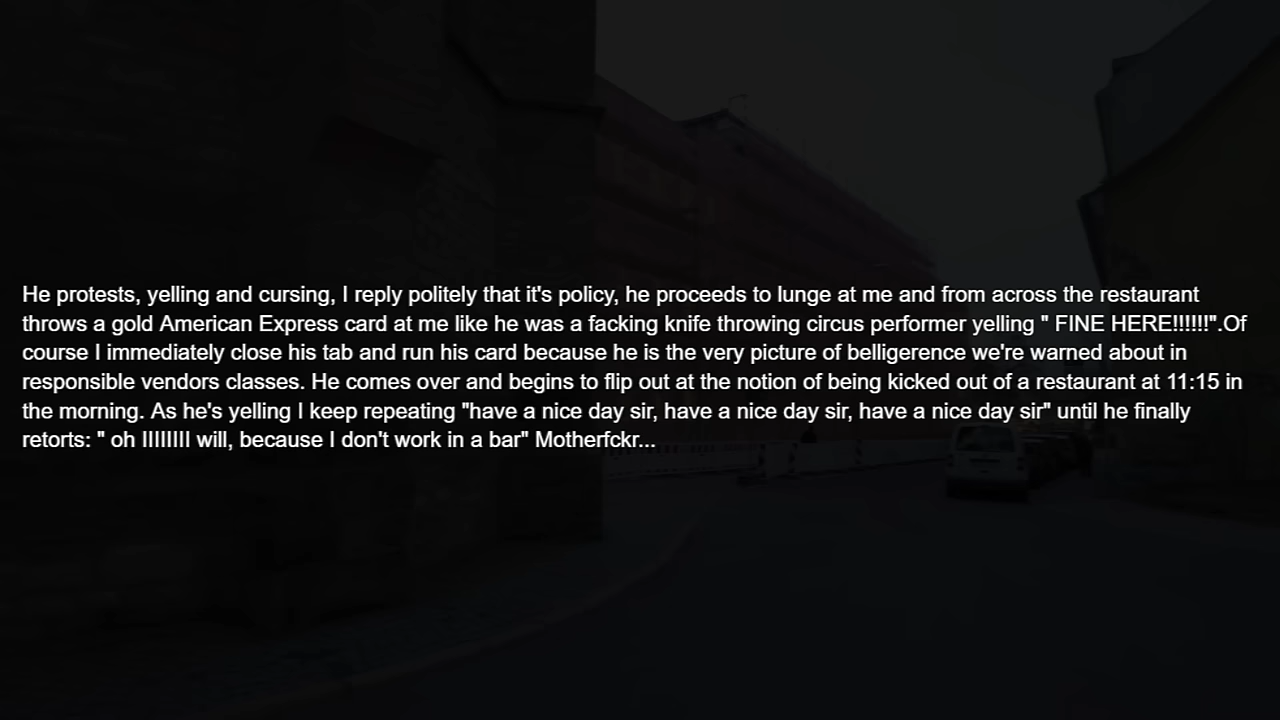 He protests, yelling and cursing, I reply politely that it's policy, he proceeds to lunge at me and from across the restaurant
throws a gold American Express card at me like he was a facking knife throwing circus performer yelling " FINE HERE!!!!!!".Of
course I immediately close his tab and run his card because he is the very picture of belligerence we're warned about in
responsible vendors classes. He comes over and begins to flip out at the notion of being kicked out of a restaurant at 11:15 in
the morning. As he's yelling I keep repeating "have a nice day sir, have a nice day sir, have a nice day sir" until he finally
retorts: " oh IIIIIIII will, because I don't work in a bar" Motherfckr...